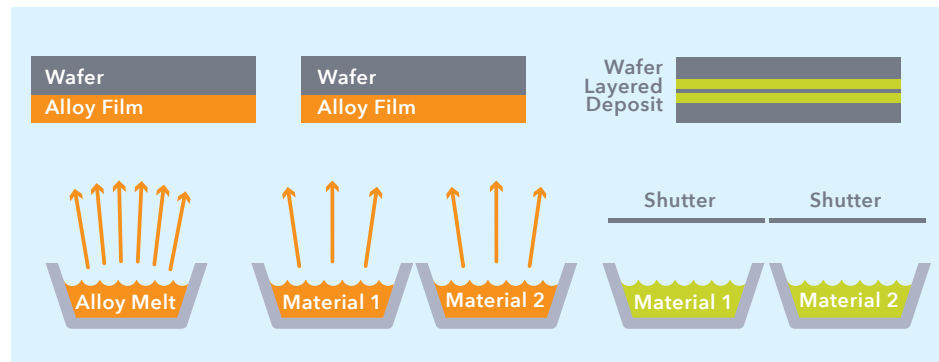 Wafer
Alloy Film
Wafer
Alloy Film
Wafer
Layered
Deposit
Shutter
Shutter
Alloy Melt
Material 1
Material 2
Material 1
Material 2